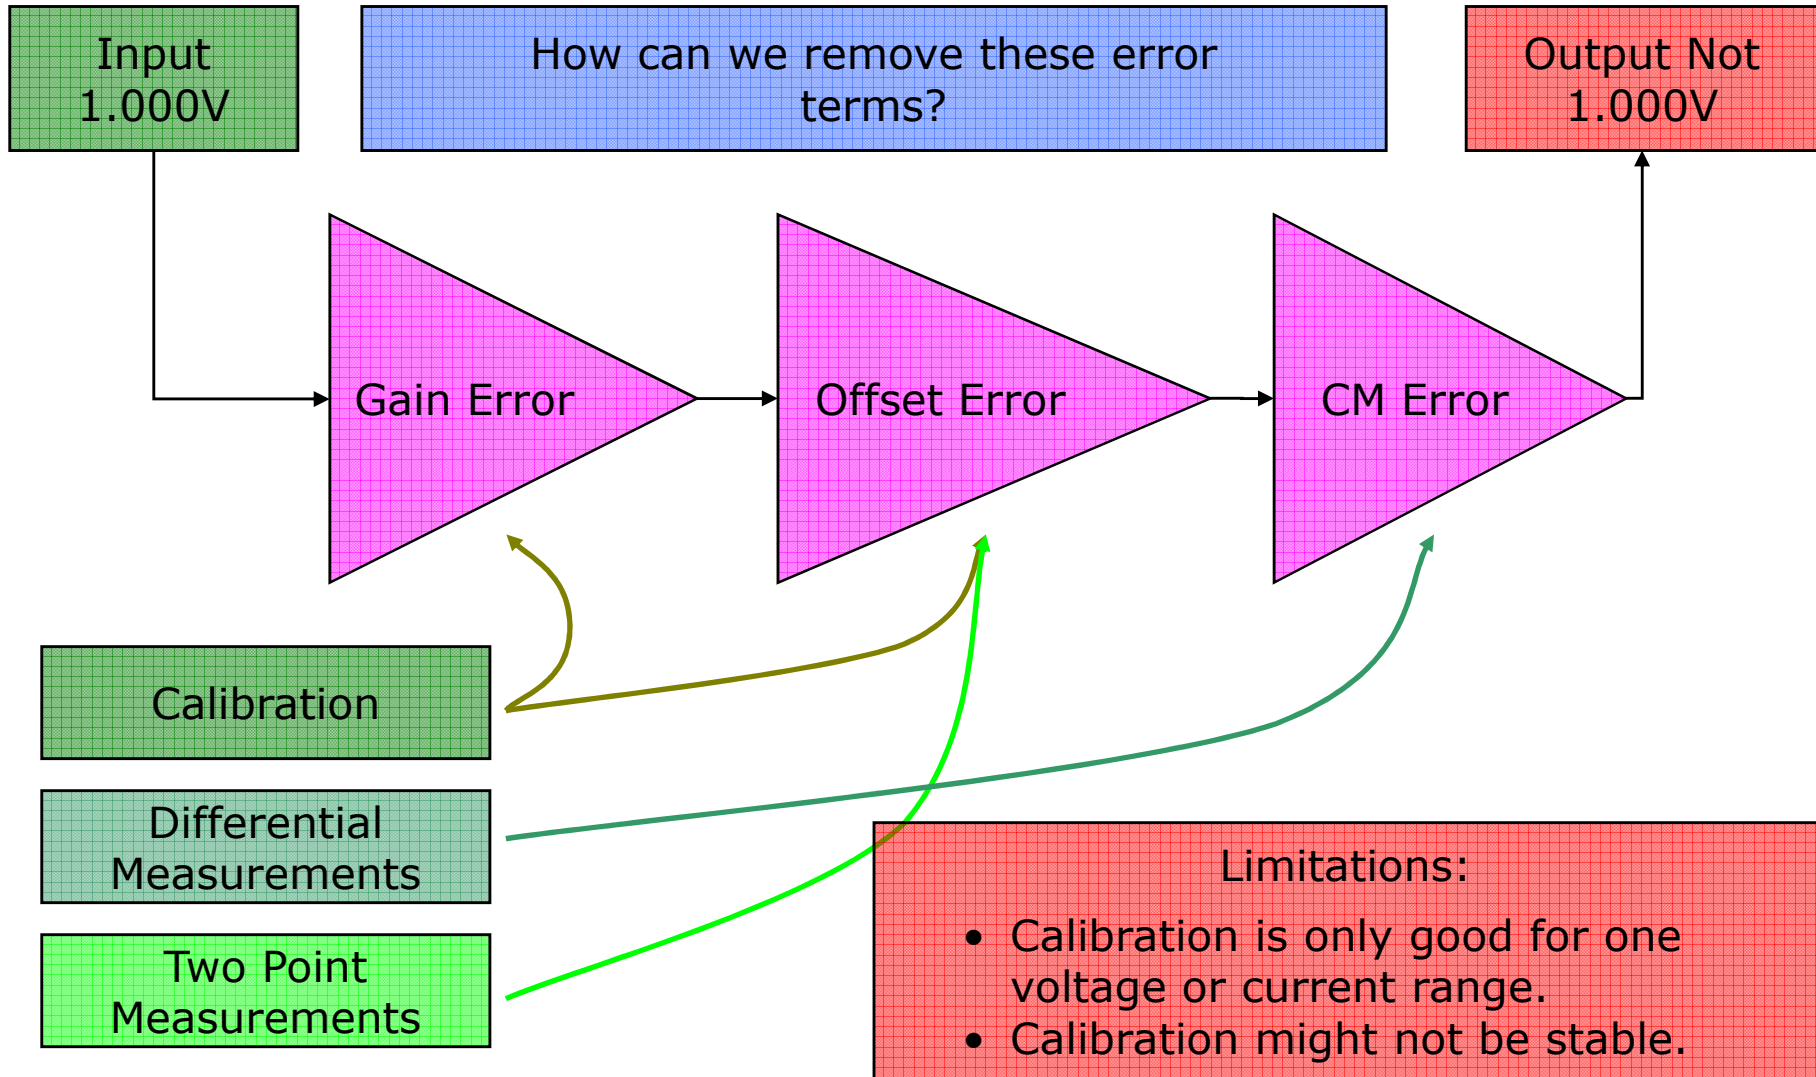 Input
1.000V
How can we remove these error
terms?
Output Not
1.000V
Gain Error
Offset Error
CM Error
Calibration
Differential
Measurements
Two Point
Measurements
Limitations:
• Calibration is only good for one
voltage or current range.
• Calibration might not be stable.